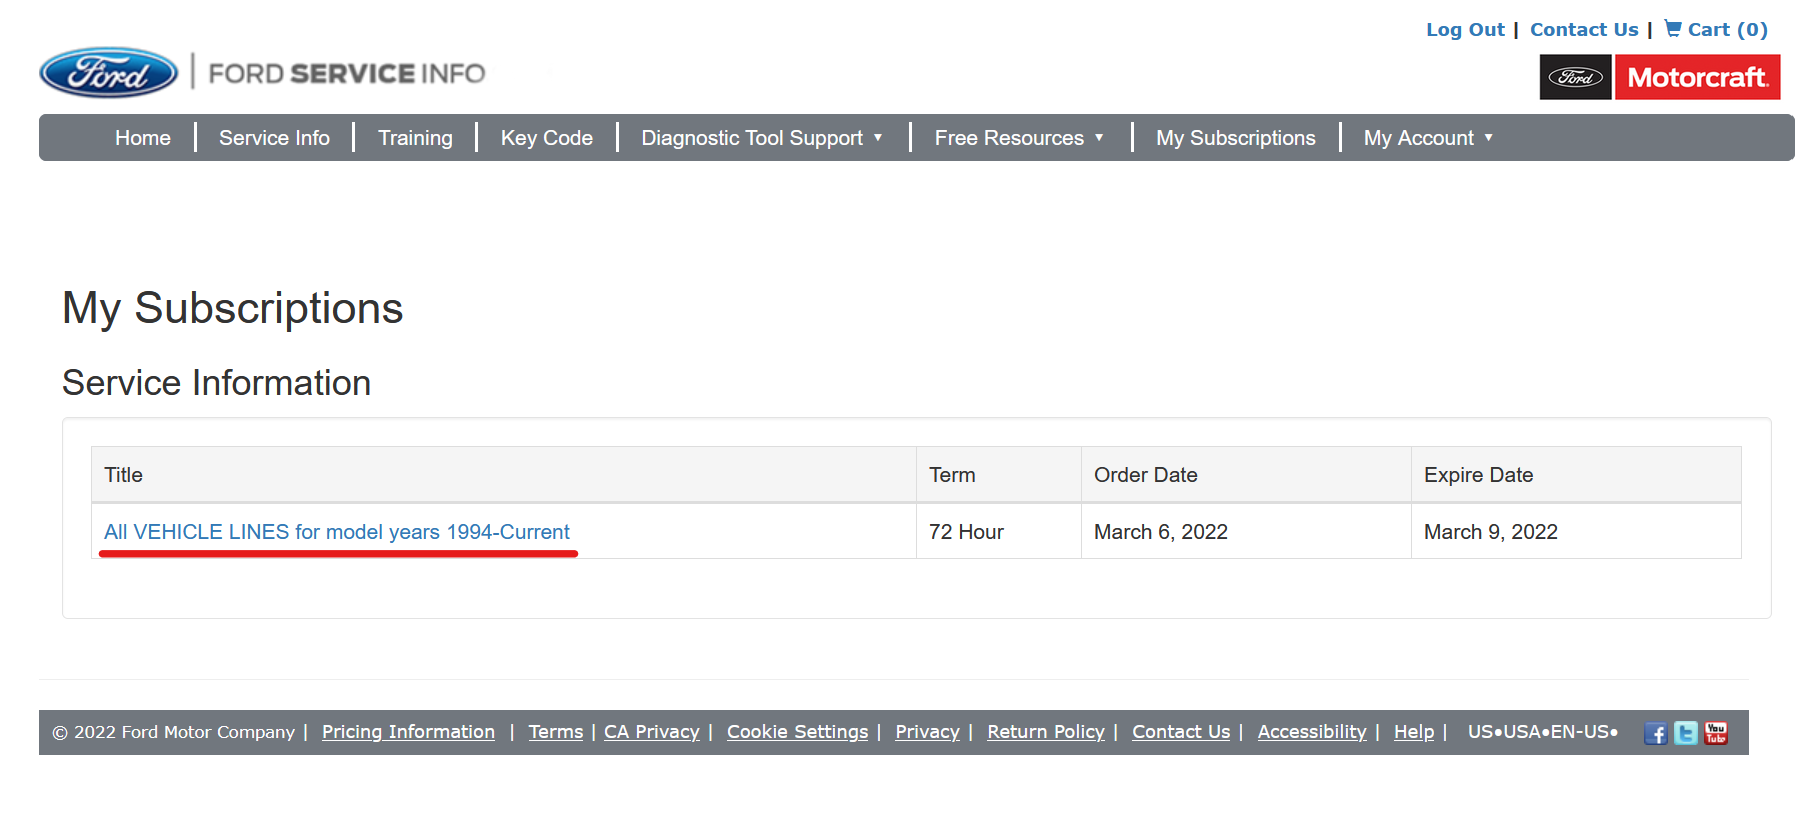 Log Out | Contact Us | Cart (0)
Ford | FORD SERVICE INFO
Ford Motorcraft.
Home | Service Info | Training | Key Code | Diagnostic Tool Support ▼ | Free Resources ▼ | My Subscriptions | My Account ▼
My Subscriptions
Service Information
Title Term Order Date Expire Date
All VEHICLE LINES for model years 1994-Current 72 Hour March 6, 2022 March 9, 2022
© 2022 Ford Motor Company | Pricing Information | Terms | CA Privacy | Cookie Settings | Privacy | Return Policy | Contact Us | Accessibility | Help | US•USA•EN-US• f t You Tube